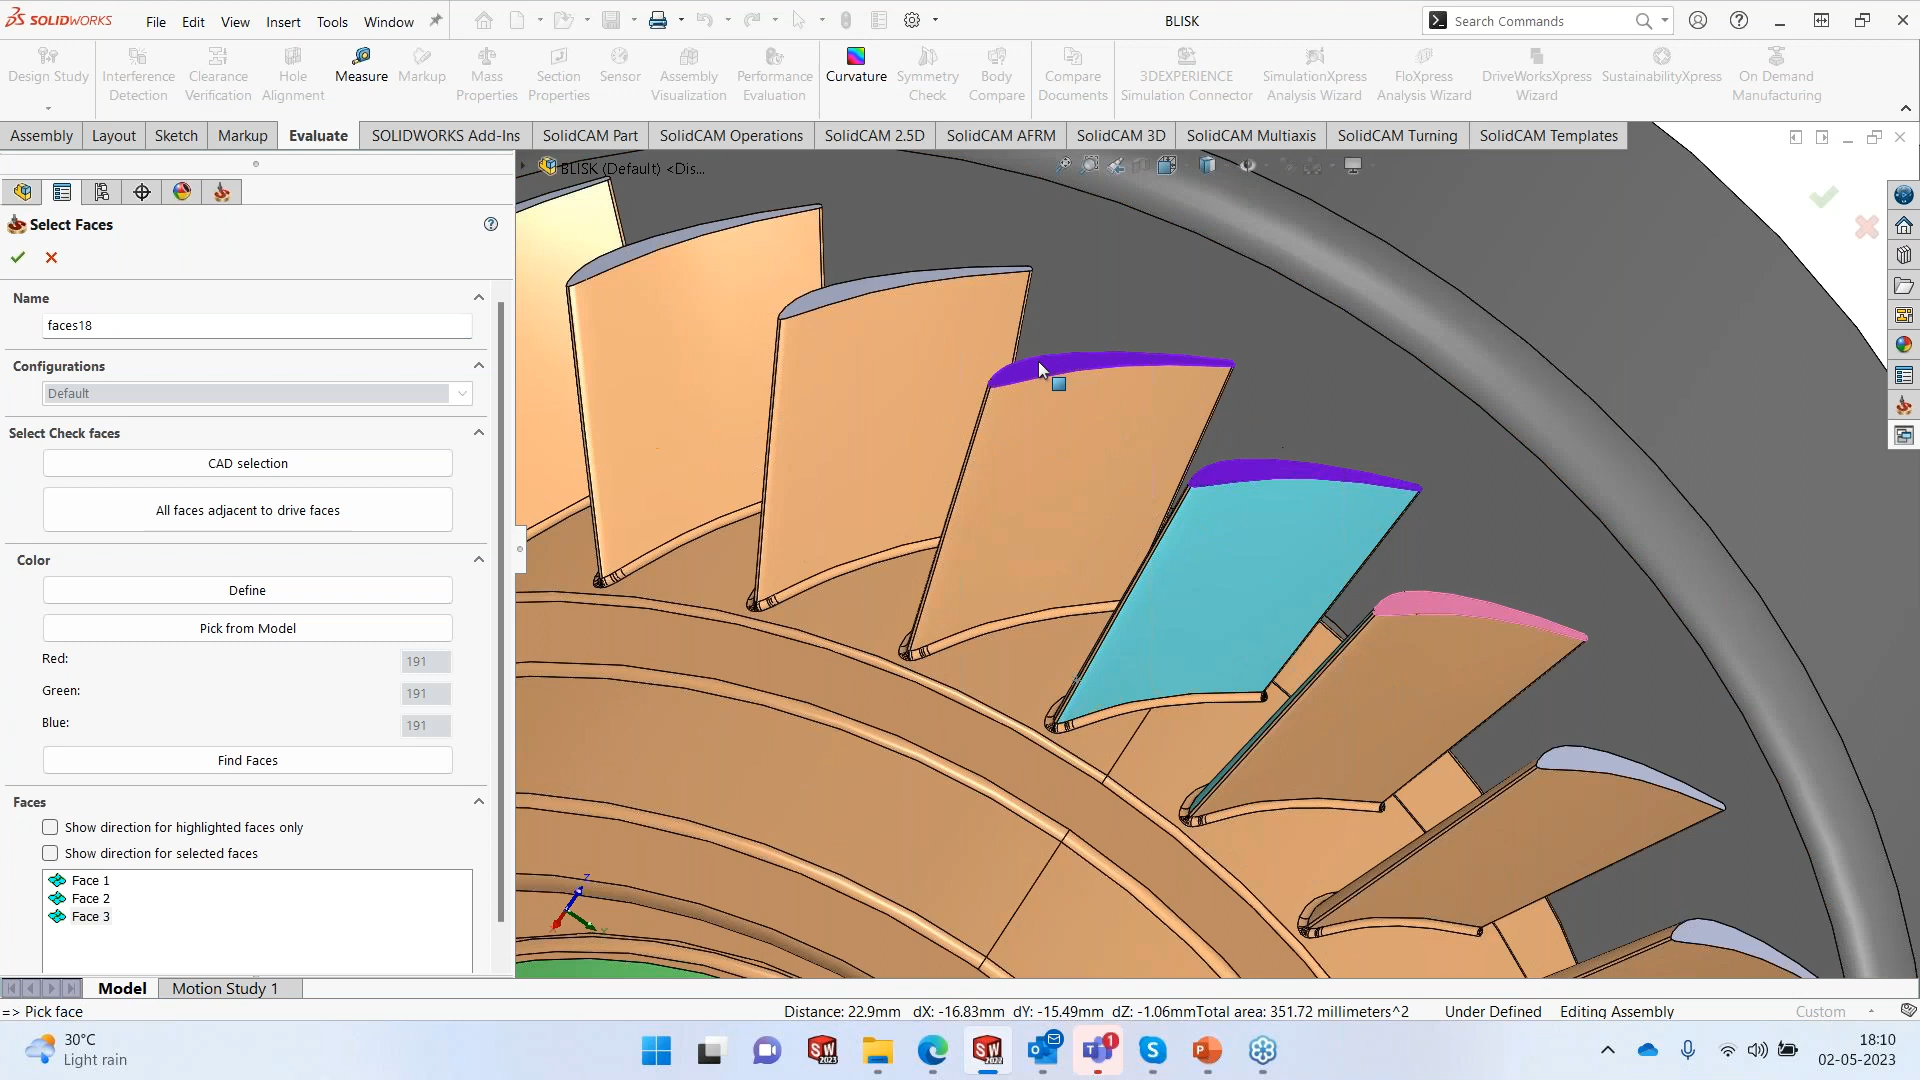 SOLIDWORKS File Edit View Insert Tools Window BLISK Search Commands
Design Study Interference Detection Clearance Verification Hole Alignment Measure Markup Mass Properties Section Properties Sensor Assembly Visualization Performance Evaluation Curvature Symmetry Check Body Compare Compare Documents 3DEXPERIENCE Simulation Connector SimulationXpress Analysis Wizard FloXpress Analysis Wizard DriveWorksXpress Wizard SustainabilityXpress On Demand Manufacturing
Assembly Layout Sketch Markup Evaluate SOLIDWORKS Add-Ins SolidCAM Part SolidCAM Operations SolidCAM 2.5D SolidCAM AFRM SolidCAM 3D SolidCAM Multiaxis SolidCAM Turning SolidCAM Templates
BLISK (Default) <Dis...
Select Faces
Name
faces18
Configurations
Default
Select Check faces
CAD selection
All faces adjacent to drive faces
Color
Define
Pick from Model
Red: 191
Green: 191
Blue: 191
Find Faces
Faces
Show direction for highlighted faces only
Show direction for selected faces
Face 1
Face 2
Face 3
Z
Model Motion Study 1
=> Pick face Distance: 22.9mm dX: -16.83mm dY: -15.49mm dZ: -1.06mmTotal area: 351.72 millimeters^2 Under Defined Editing Assembly Custom
30°C
Light rain
18:10
02-05-2023